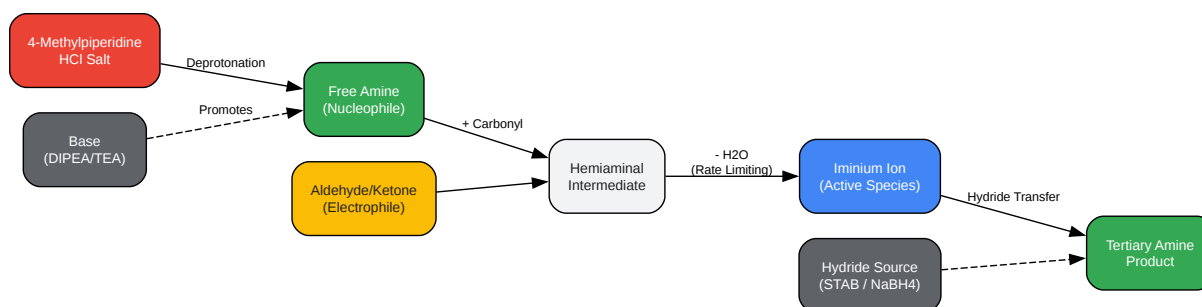 4-Methylpiperidine
HCl Salt
Deprotonation
Base
(DIPEA/TEA)
Promotes
Free Amine
(Nucleophile)
+ Carbonyl
Aldehyde/Ketone
(Electrophile)
Hemiaminal
Intermediate
- H2O
(Rate Limiting)
Iminium Ion
(Active Species)
Hydride Transfer
Hydride Source
(STAB / NaBH4)
Tertiary Amine
Product